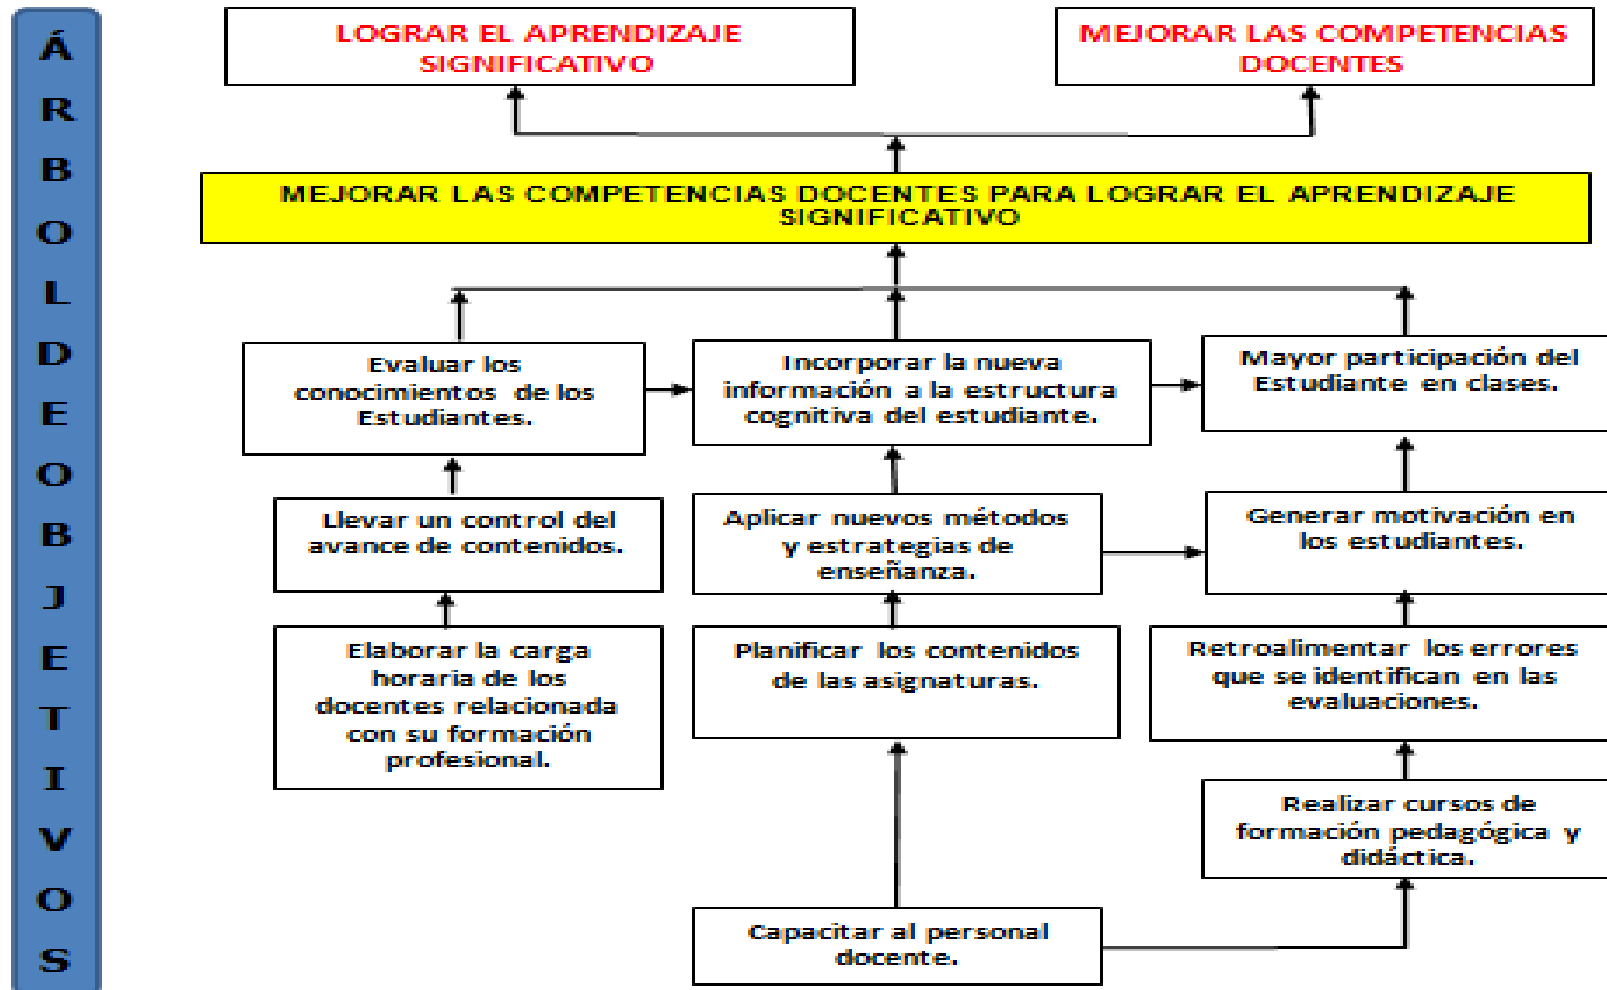 ÁRBOL DE OBJETIVOS
LOGRAR EL APRENDIZAJE
SIGNIFICATIVO
MEJORAR LAS COMPETENCIAS
DOCENTES
MEJORAR LAS COMPETENCIAS DOCENTES PARA LOGRAR EL APRENDIZAJE
SIGNIFICATIVO
Evaluar los
conocimientos de los
Estudiantes.
Incorporar la nueva
información a la estructura
cognitiva del estudiante.
Mayor participación del
Estudiante en clases.
Llevar un control del
avance de contenidos.
Aplicar nuevos métodos
y estrategias de
enseñanza.
Generar motivación en
los estudiantes.
Elaborar la carga
horaria de los
docentes relacionada
con su formación
profesional.
Planificar los contenidos
de las asignaturas.
Retroalimentar los errores
que se identifican en las
evaluaciones.
Realizar cursos de
formación pedagógica y
didáctica.
Capacitar al personal
docente.